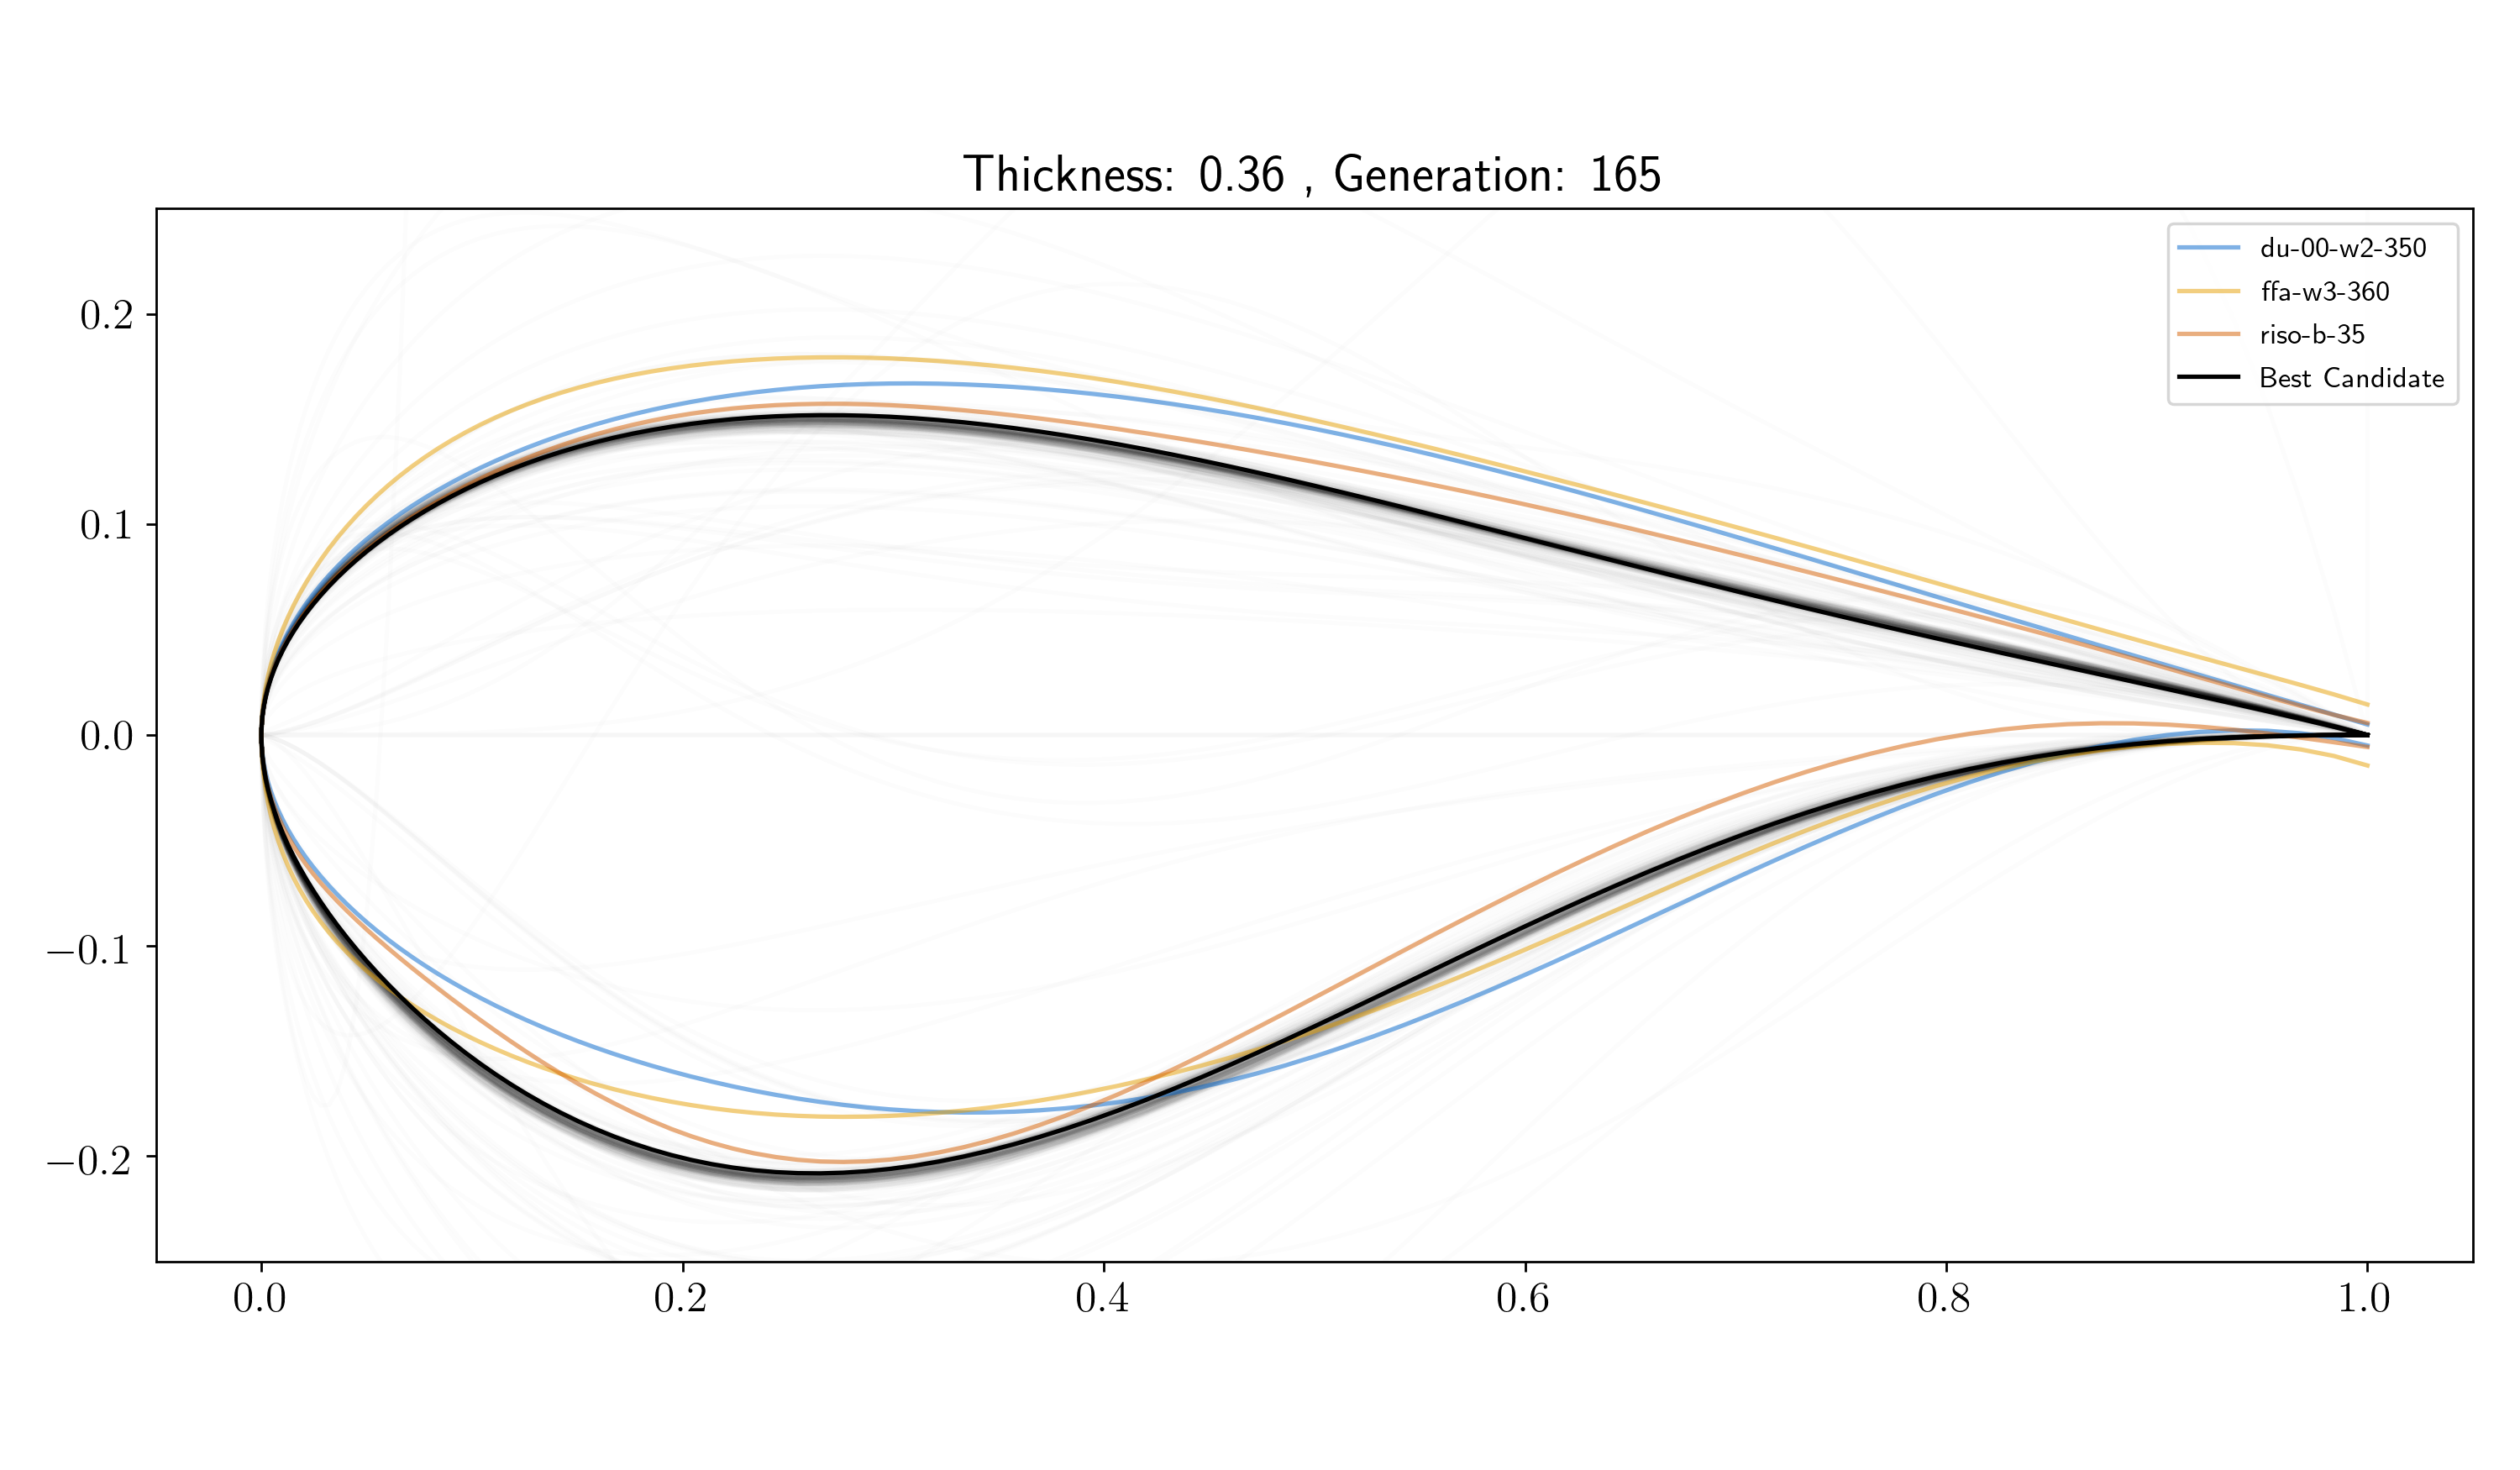 Thickness: 0.36 , Generation: 165
du-00-w2-350
ffa-w3-360
riso-b-35
Best Candidate
0.2
0.1
0.0
−0.1
−0.2
0.0 0.2 0.4 0.6 0.8 1.0